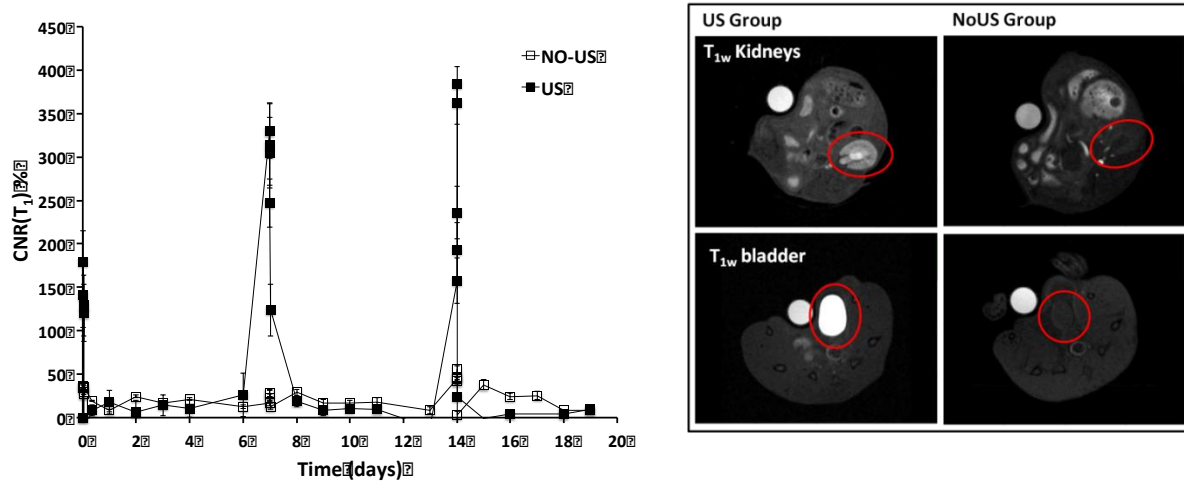 450
400
350
300
250
200
150
100
50
0
CNR(T1) %
NO-US
US
0 2 4 6 8 10 12 14 16 18 20
Time (days)
US Group NoUS Group
T1w Kidneys
T1w bladder